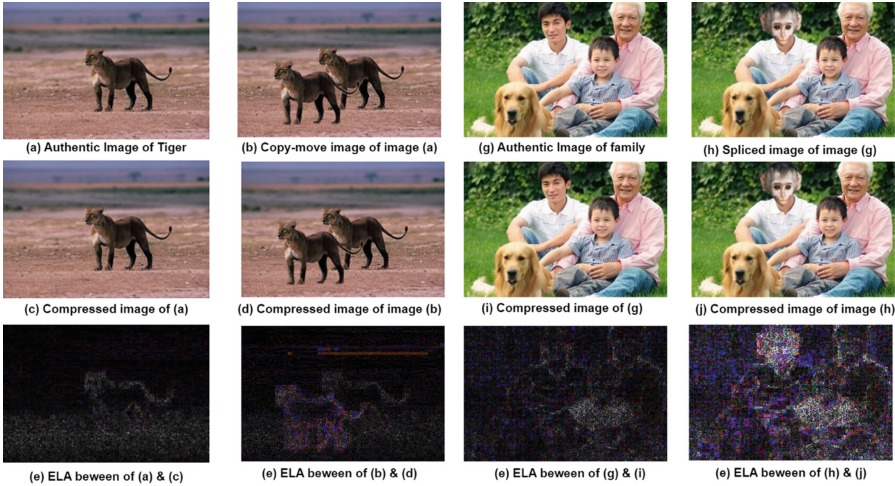 (a) Authentic Image of Tiger
(b) Copy-move image of image (a)
(g) Authentic Image of family
(h) Spliced image of image (g)
(c) Compressed image of (a)
(d) Compressed image of image (b)
(i) Compressed image of (g)
(j) Compressed image of image (h)
(e) ELA beween of (a) & (c)
(e) ELA beween of (b) & (d)
(e) ELA beween of (g) & (i)
(e) ELA beween of (h) & (j)